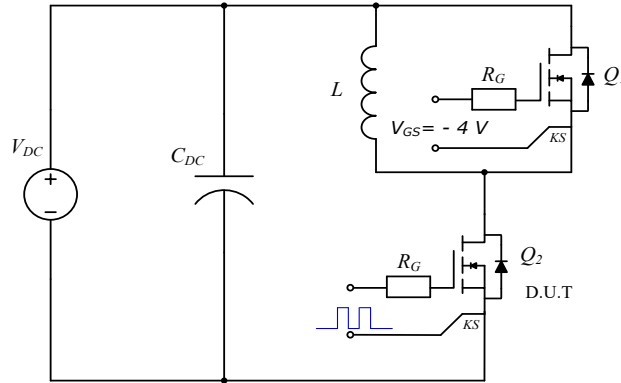 Q
R_G
L
V_GS= - 4 V
V_DC
C_DC
KS
Q_2
R_G
D.U.T
KS